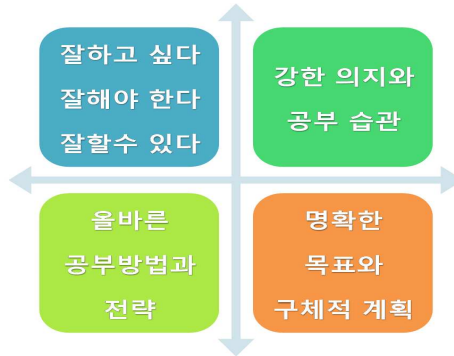 잘하고 싶다
잘해야 한다
잘할수 있다
강한 의지와
공부 습관
올바른
공부방법과
전략
명확한
목표와
구체적 계획